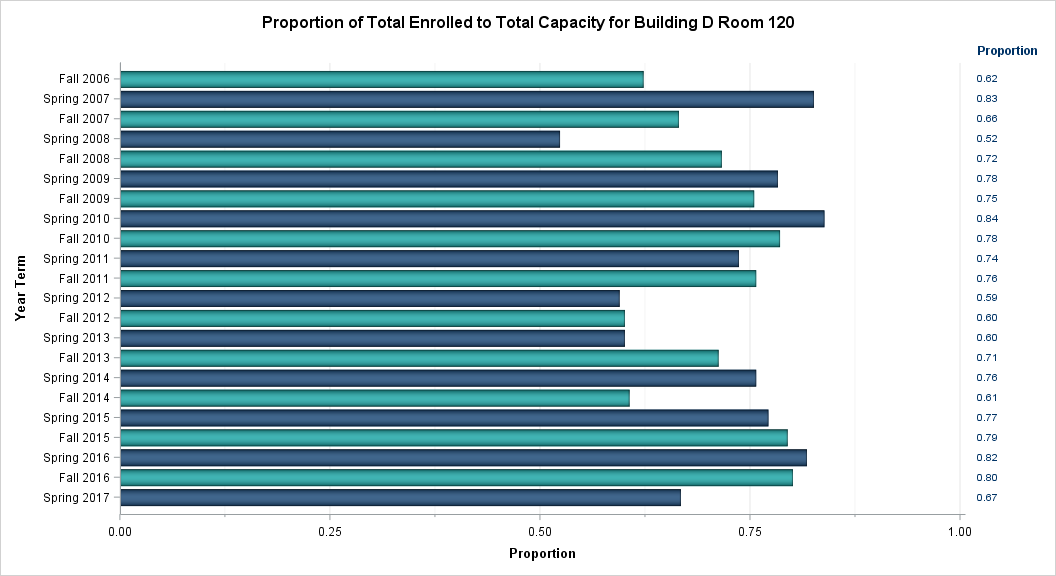 Proportion of Total Enrolled to Total Capacity for Building D Room 120
Proportion
Fall 2006 0.62
Spring 2007 0.83
Fall 2007 0.66
Spring 2008 0.52
Fall 2008 0.72
Spring 2009 0.78
Fall 2009 0.75
Spring 2010 0.84
Fall 2010 0.78
Spring 2011 0.74
Fall 2011 0.76
Spring 2012 0.59
Fall 2012 0.60
Spring 2013 0.60
Fall 2013 0.71
Spring 2014 0.76
Fall 2014 0.61
Spring 2015 0.77
Fall 2015 0.79
Spring 2016 0.82
Fall 2016 0.80
Spring 2017 0.67
Year Term
0.00 0.25 0.50 0.75 1.00
Proportion